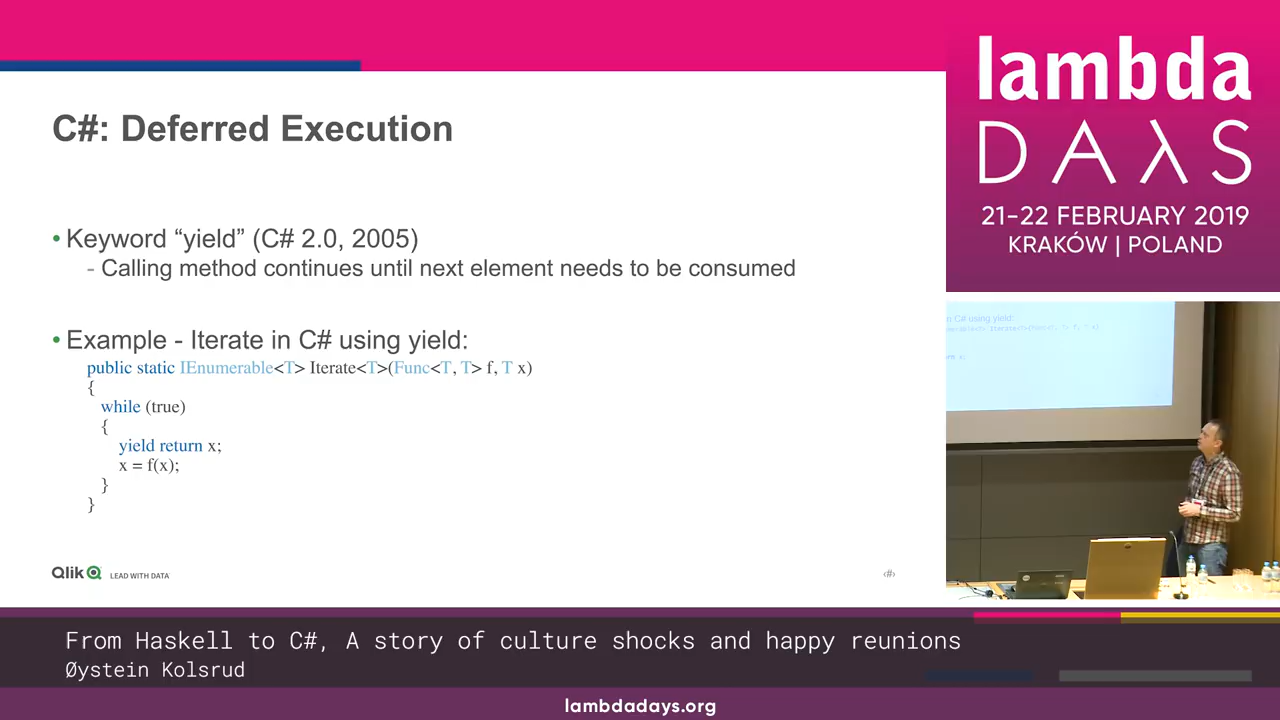 C#: Deferred Execution
• Keyword “yield” (C# 2.0, 2005)
- Calling method continues until next element needs to be consumed
• Example - Iterate in C# using yield:
public static IEnumerable<T> Iterate<T>(Func<T, T> f, T x)
{
while (true)
{
yield return x;
x = f(x);
}
}
Qlik LEAD WITH DATA
‹#›
lambda
DAλS
21–22 FEBRUARY 2019
KRAKÓW | POLAND
in C# using yield:
From Haskell to C#, A story of culture shocks and happy reunions
Øystein Kolsrud
lambdadays.org